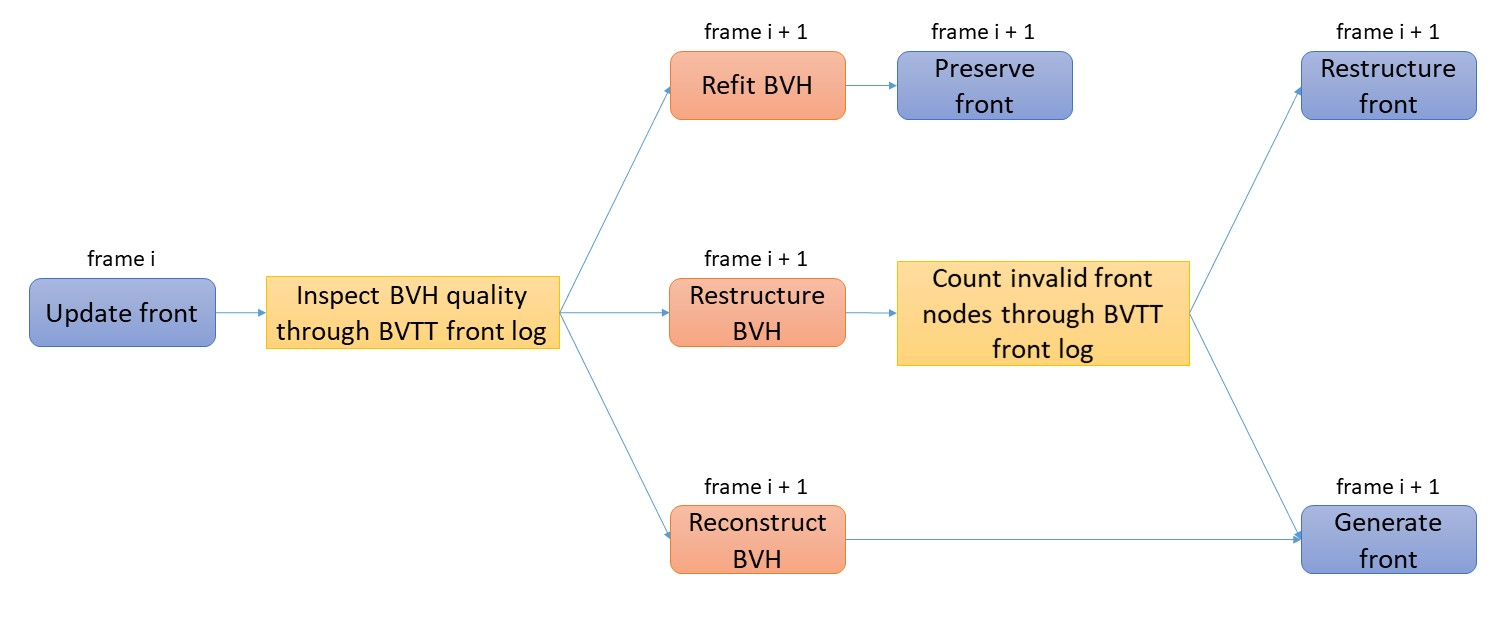 frame i + 1
Refit BVH
frame i + 1
Preserve
front
frame i + 1
Restructure
front
frame i
Update front
Inspect BVH quality
through BVTT front log
frame i + 1
Restructure
BVH
Count invalid front
nodes through BVTT
front log
frame i + 1
Reconstruct
BVH
frame i + 1
Generate
front